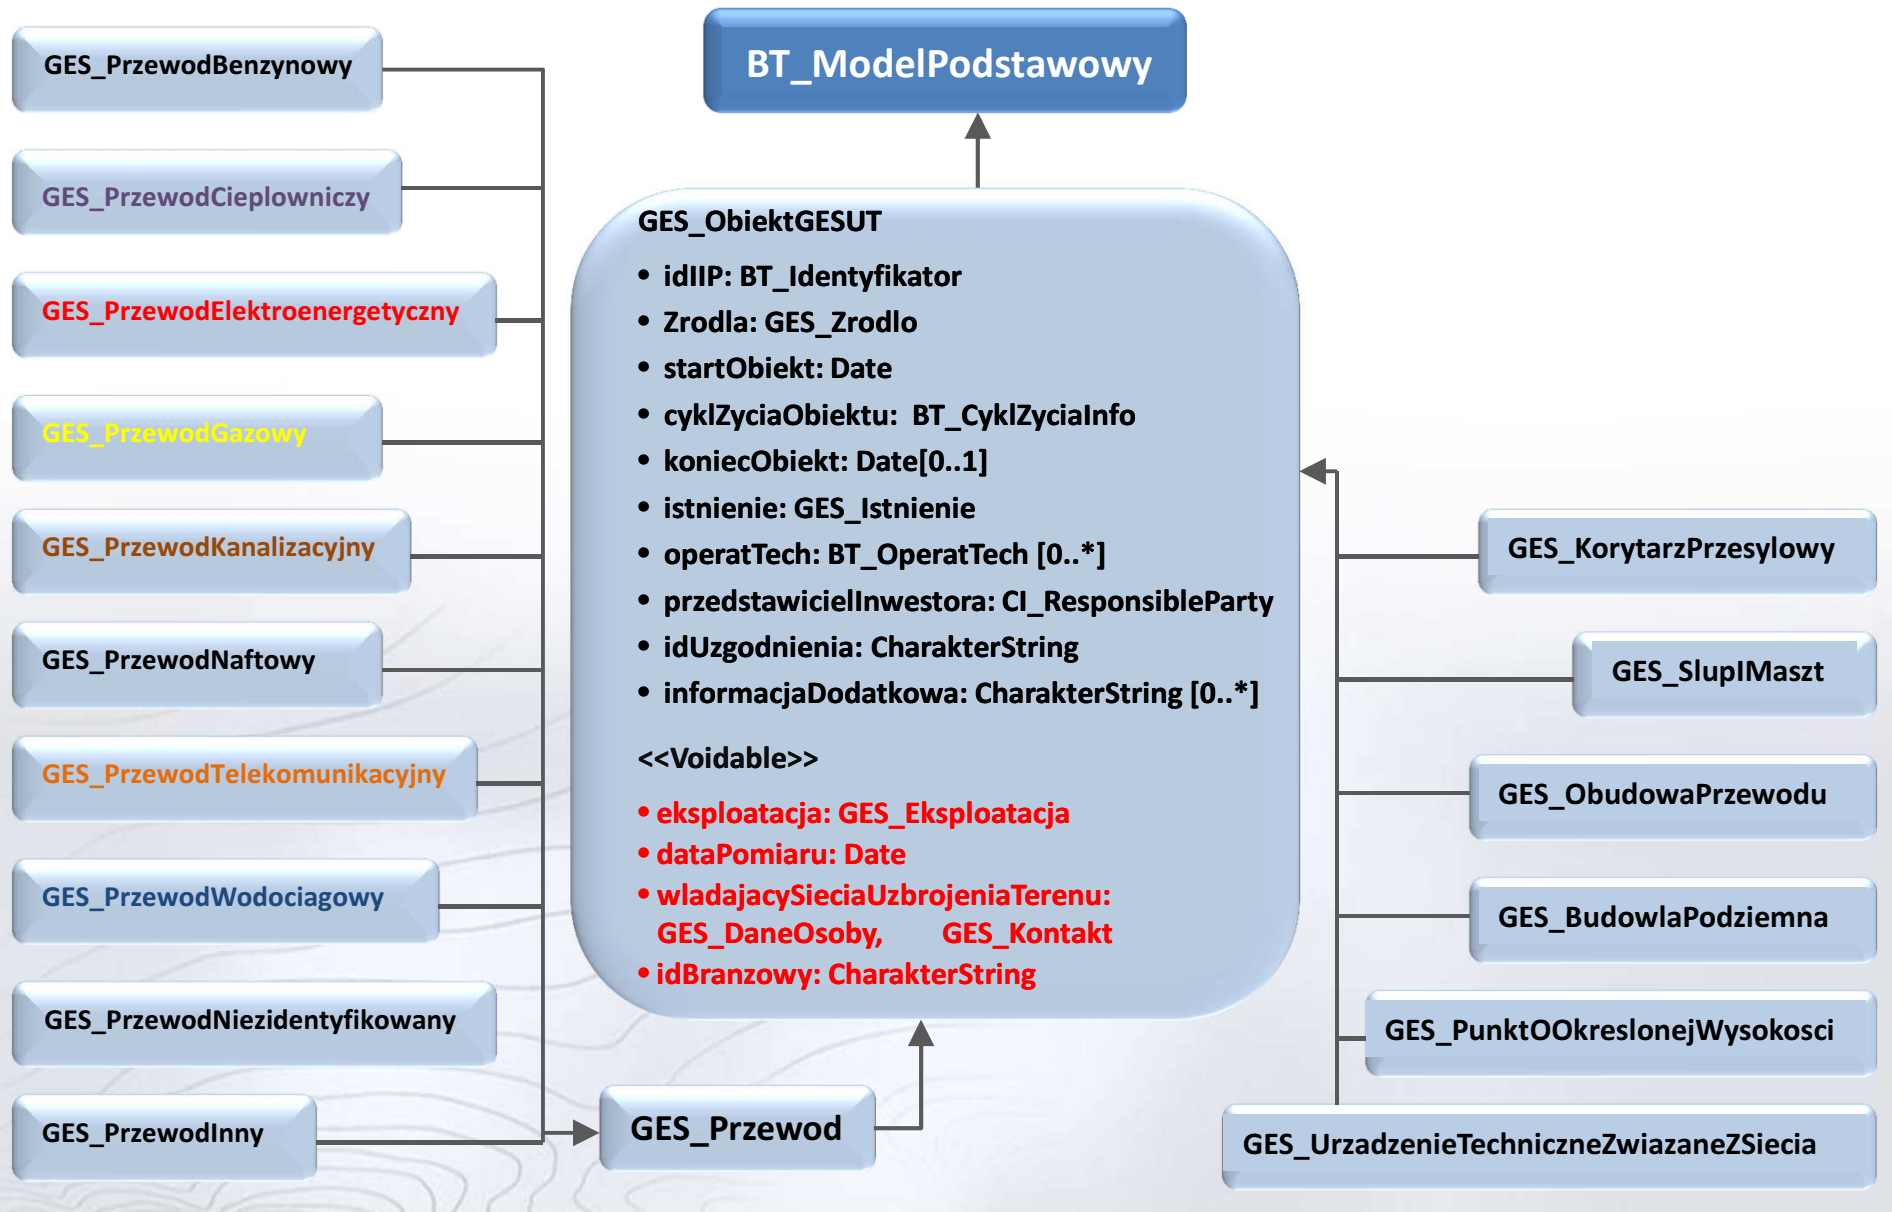 BT_ModelPodstawowy
GES_PrzewodBenzynowy
GES_PrzewodCieplowniczy
GES_PrzewodElektroenergetyczny
GES_PrzewodGazowy
GES_PrzewodKanalizacyjny
GES_PrzewodNaftowy
GES_PrzewodTelekomunikacyjny
GES_PrzewodWodociagowy
GES_PrzewodNiezidentyfikowany
GES_PrzewodInny
GES_ObiektGESUT
• idIIP: BT_Identyfikator
• Zrodla: GES_Zrodlo
• startObiekt: Date
• cyklZyciaObiektu: BT_CyklZyciaInfo
• koniecObiekt: Date[0..1]
• istnienie: GES_Istnienie
• operatTech: BT_OperatTech [0..*]
• przedstawicielInwestora: CI_ResponsibleParty
• idUzgodnienia: CharakterString
• informacjaDodatkowa: CharakterString [0..*]
<<Voidable>>
• eksploatacja: GES_Eksploatacja
• dataPomiaru: Date
• wladajacySieciaUzbrojeniaTerenu:
GES_DaneOsoby, GES_Kontakt
• idBranzowy: CharakterString
GES_Przewod
GES_KorytarzPrzesylowy
GES_SlupIMaszt
GES_ObudowaPrzewodu
GES_BudowlaPodziemna
GES_PunktOOkreslonejWysokosci
GES_UrzadzenieTechniczneZwiazaneZSiecia